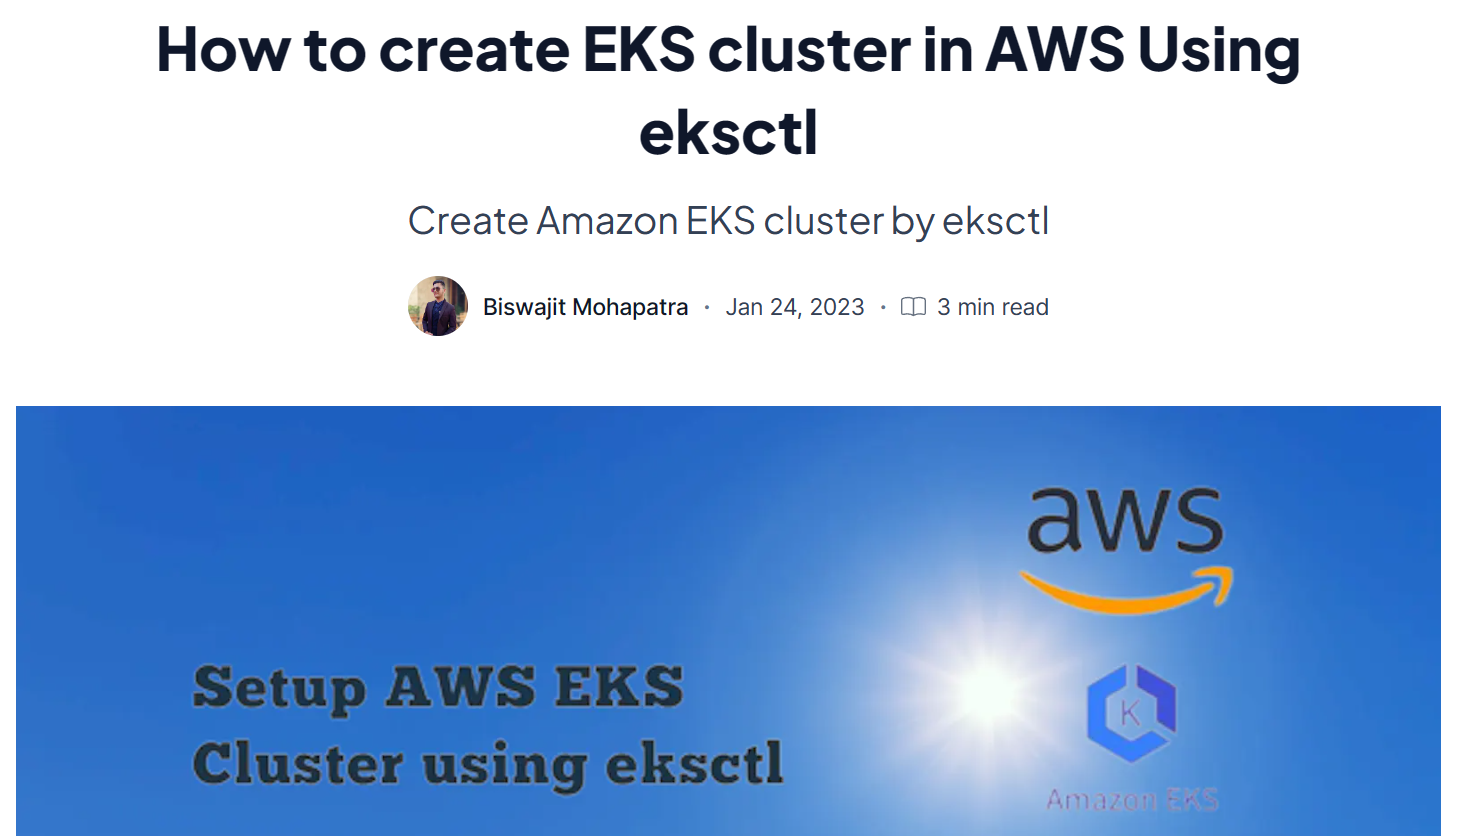 How to create EKS cluster in AWS Using
eksctl
Create Amazon EKS cluster by eksctl
Biswajit Mohapatra · Jan 24, 2023 · 3 min read
aws
Setup AWS EKS
Cluster using eksctl
K
Amazon EKS